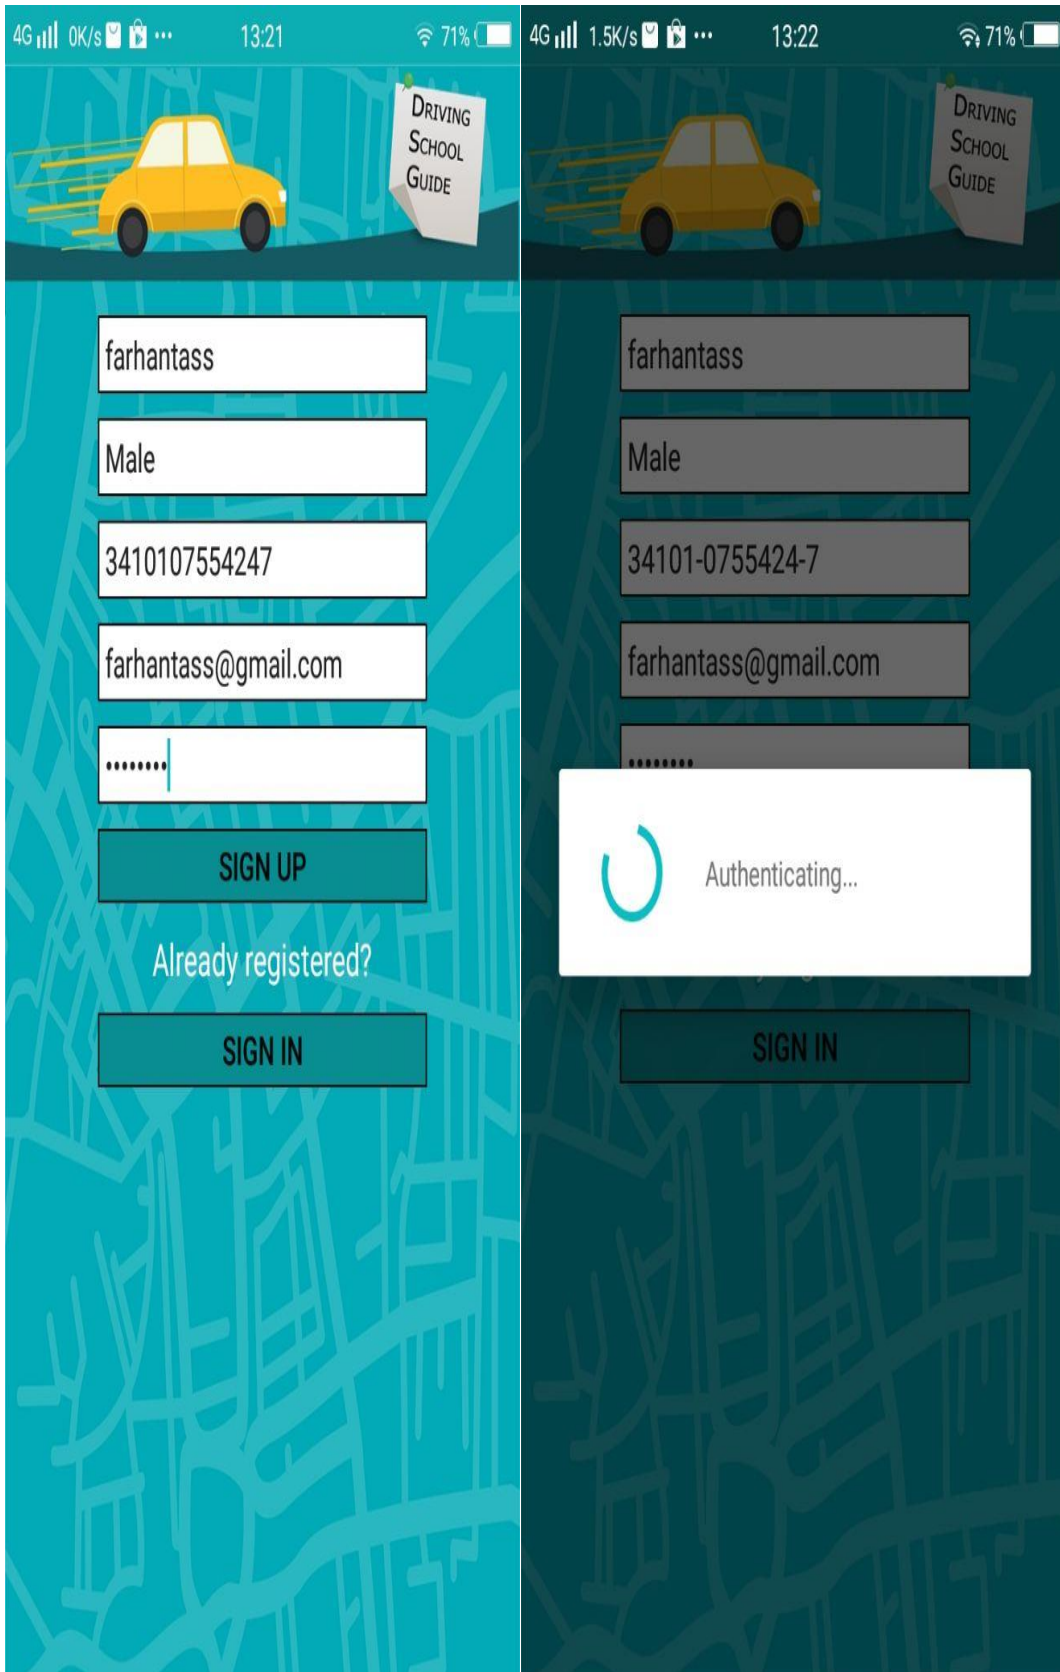 4G 0K/s ··· 13:21 71%
DRIVING
SCHOOL
GUIDE
farhantass
Male
3410107554247
farhantass@gmail.com
••••••••
SIGN UP
Already registered?
SIGN IN
4G 1.5K/s ··· 13:22 71%
DRIVING
SCHOOL
GUIDE
farhantass
Male
34101-0755424-7
farhantass@gmail.com
••••••••
Authenticating...
SIGN IN